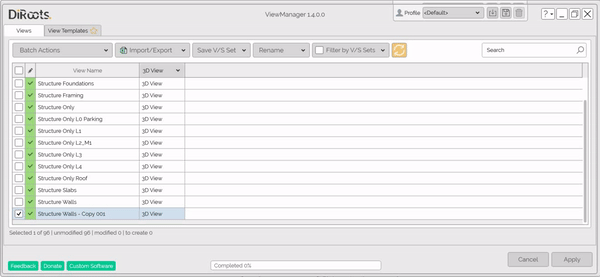 DiRoots.
ViewManager 1.4.0.0
Profile <Default>
Views View Templates
Batch Actions Import/Export Save V/S Set Rename Filter by V/S Sets Search
View Name 3D View
Structure Foundations 3D View
Structure Framing 3D View
Structure Only 3D View
Structure Only L0 Parking 3D View
Structure Only L1 3D View
Structure Only L2_M1 3D View
Structure Only L3 3D View
Structure Only L4 3D View
Structure Only Roof 3D View
Structure Slabs 3D View
Structure Walls 3D View
Structure Walls - Copy 001 3D View
Selected 1 of 96 | unmodified 96 | modified 0 | to create 0
Cancel Apply
Feedback Donate Custom Software Completed 0%